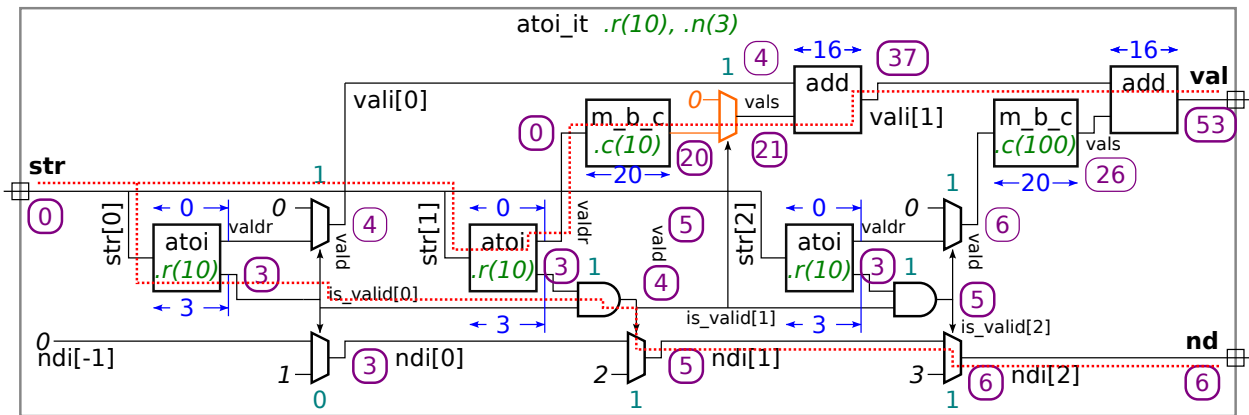 atoi_it .r(10), .n(3)
16 16
1 4 add 37 add val
vali[0] 0 vals vali[1] 53
0 m_b_c .c(10) 20 21 m_b_c .c(100) vals 26
20 20
str 1 1
0 0 0 0
str[0] 0 valdr vald 4 str[1] valdr vald 5 str[2] 0 valdr vald 6
atoi .r(10) 3 atoi .r(10) 3 1 4 atoi .r(10) 3 1 5
3 is_valid[0] 3 is_valid[1] 3 is_valid[2]
0 nd
ndi[-1] 1 3 ndi[0] 2 5 ndi[1] 3 6 ndi[2] 6
0 1 1